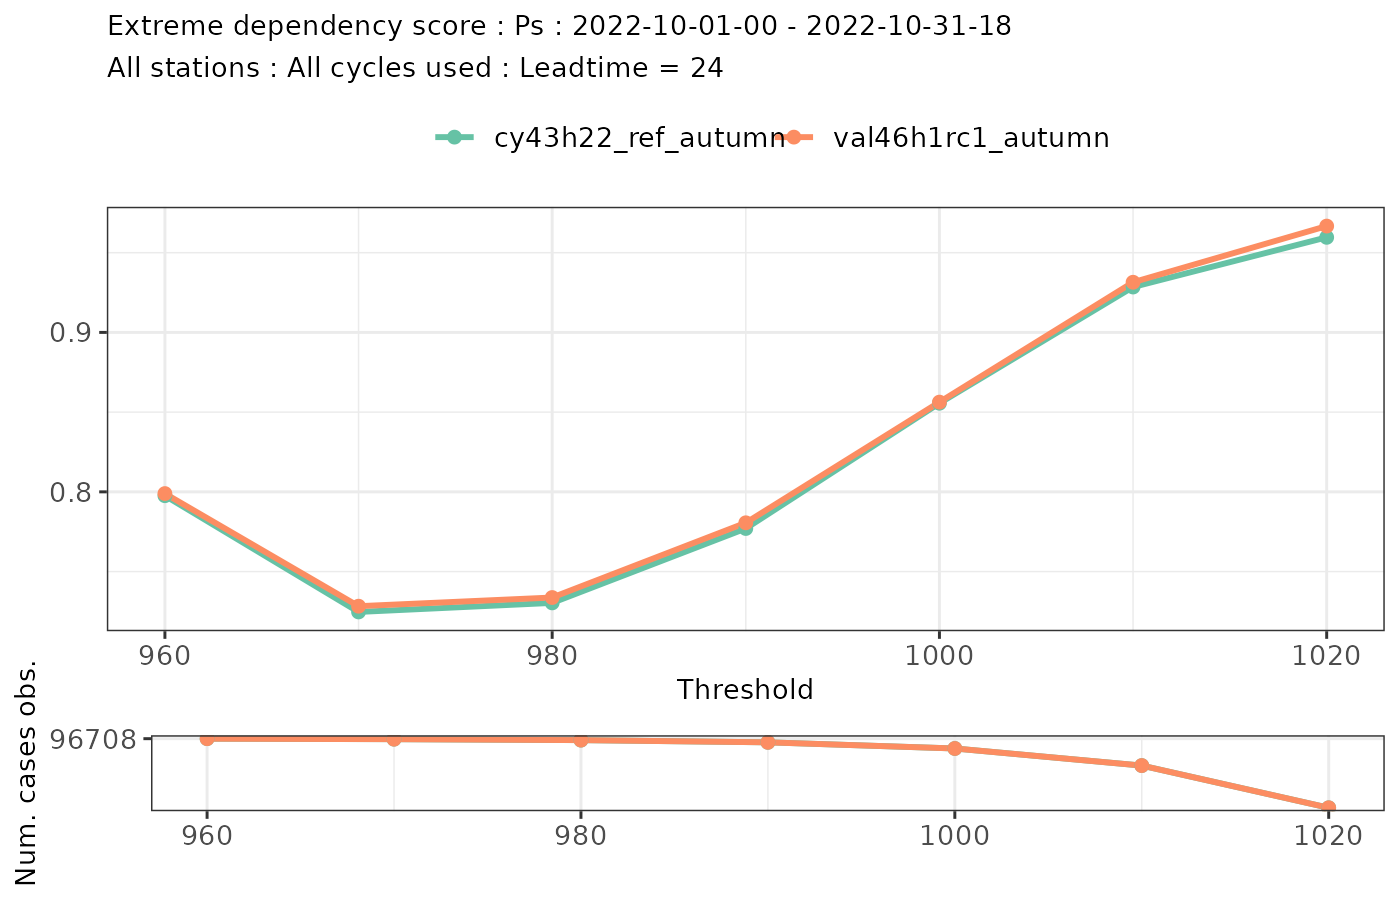 Extreme dependency score : Ps : 2022-10-01-00 - 2022-10-31-18
All stations : All cycles used : Leadtime = 24
cy43h22_ref_autumn val46h1rc1_autumn
0.9
0.8
960 980 1000 1020
Threshold
Num. cases obs.
96708
960 980 1000 1020